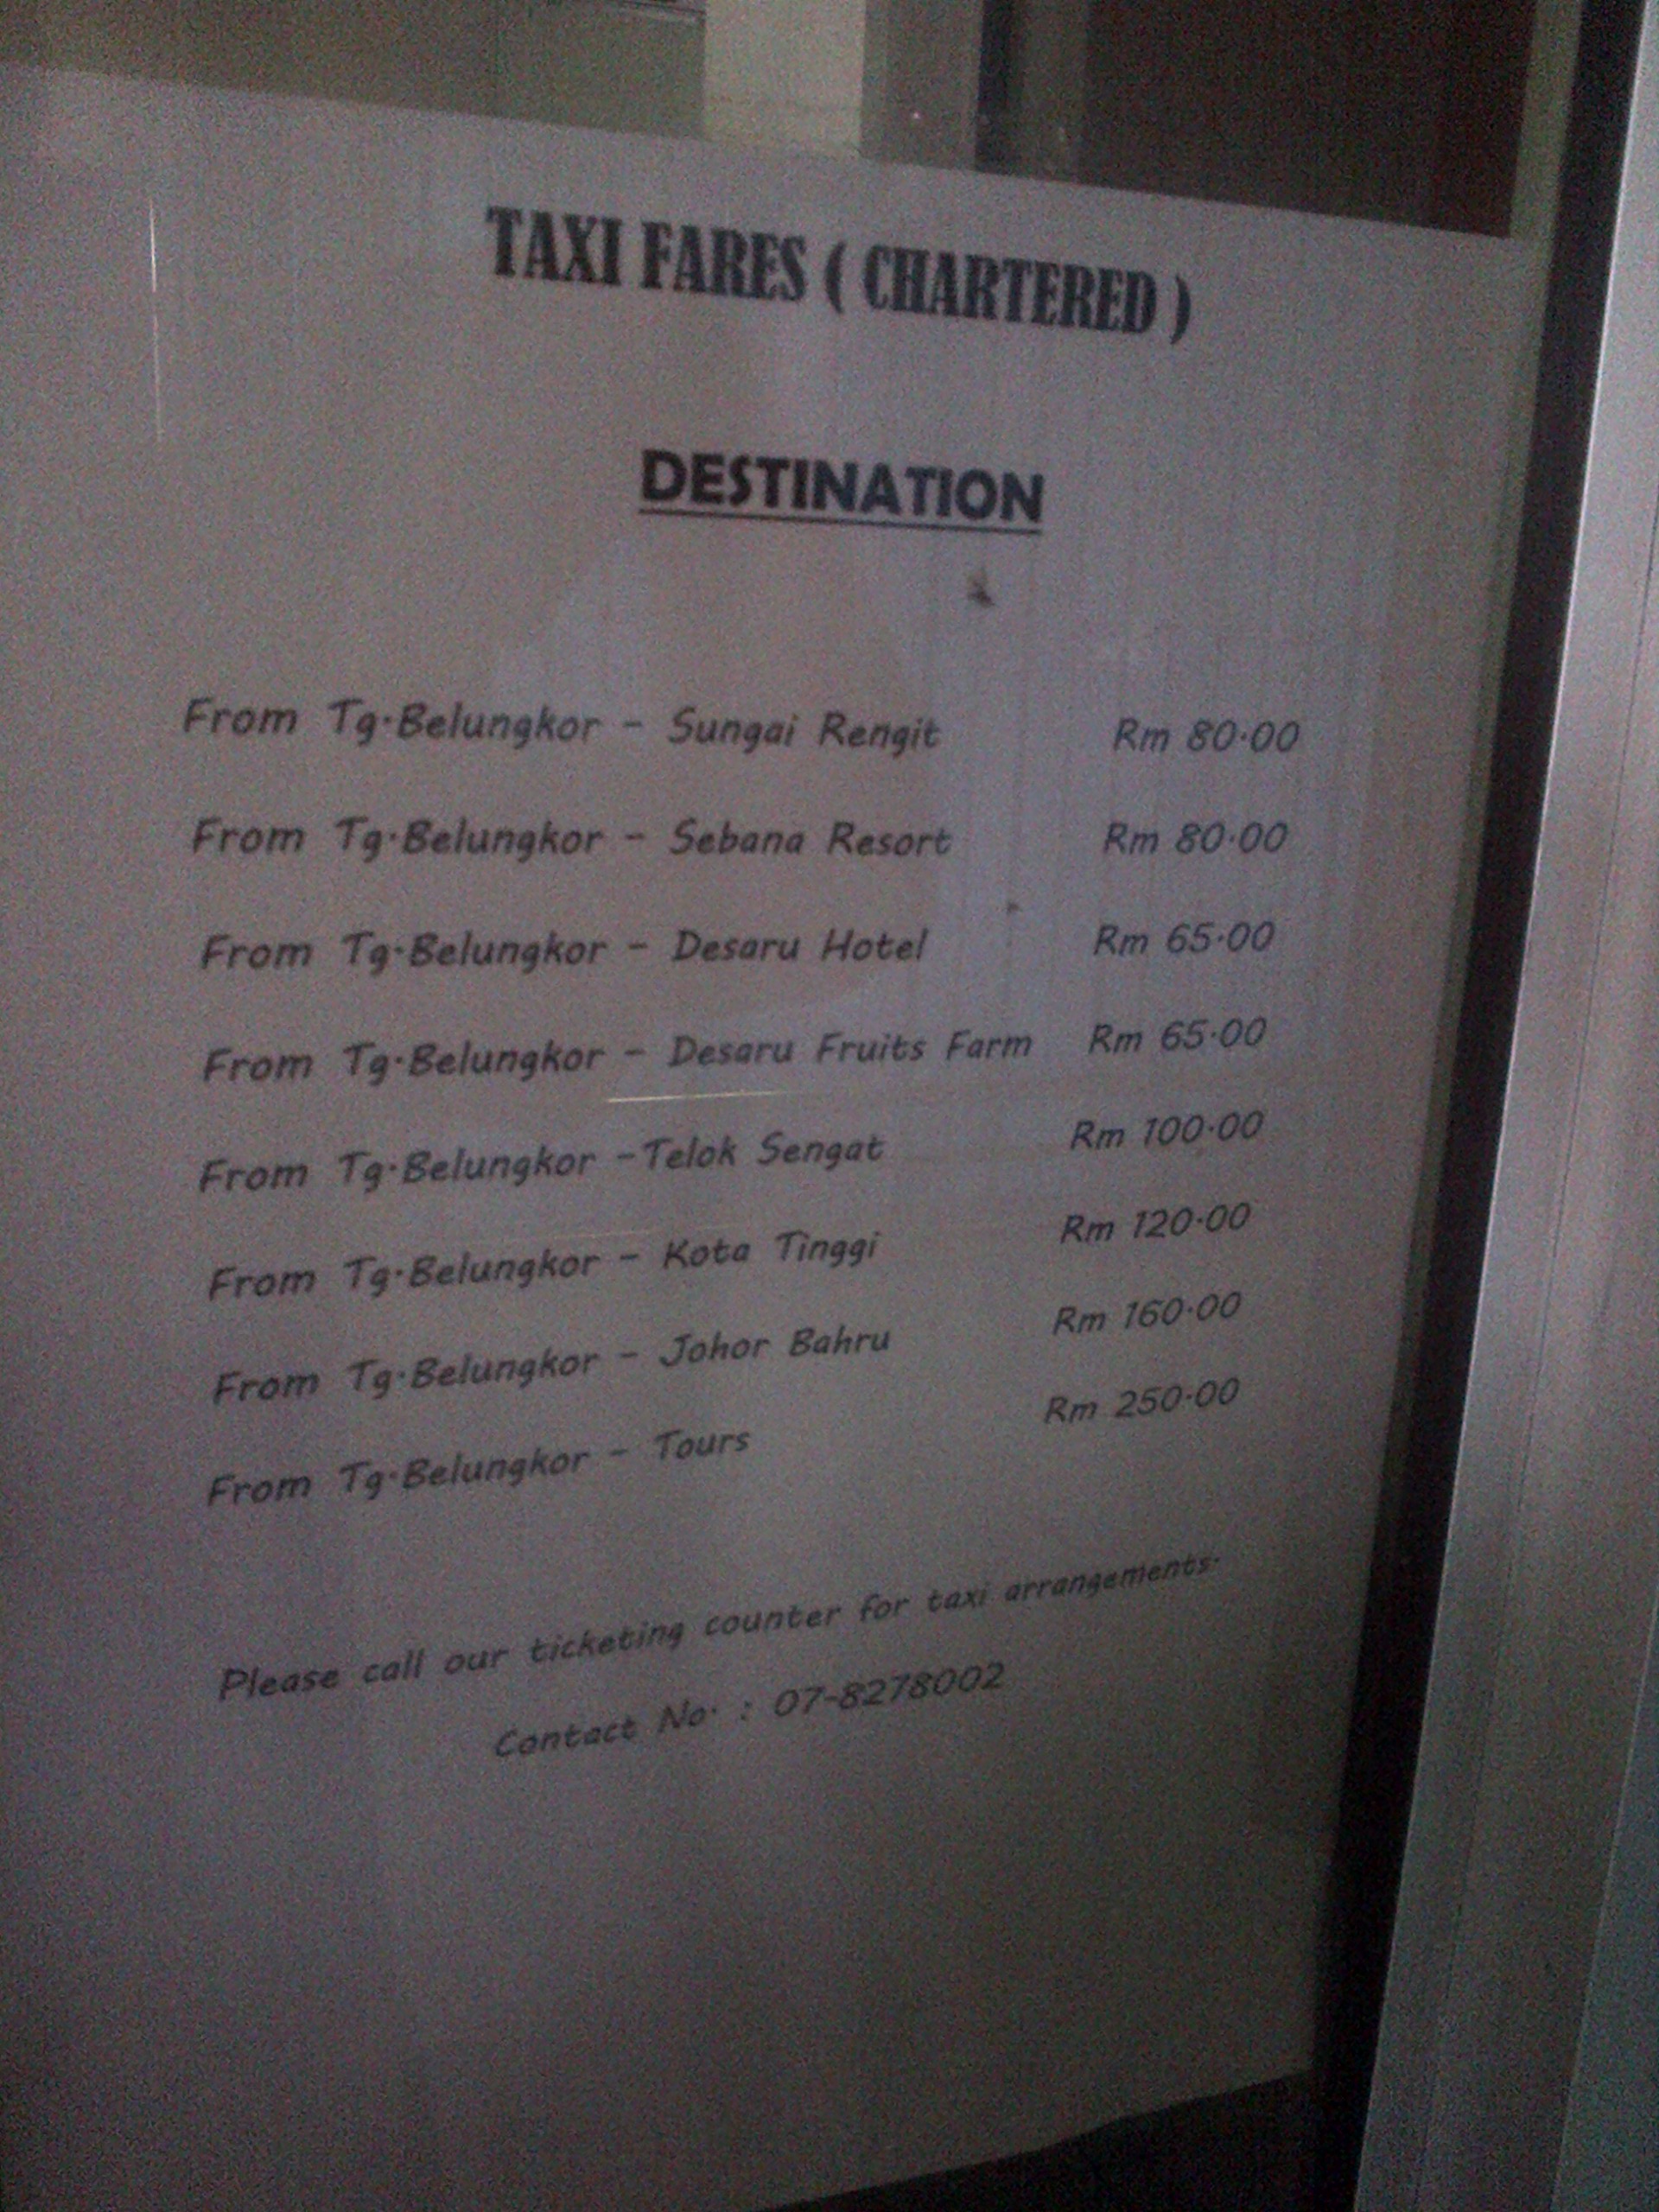 TAXI FARES ( CHARTERED )
DESTINATION
From Tg.Belungkor - Sungai Rengit Rm 80.00
From Tg.Belungkor - Sebana Resort Rm 80.00
From Tg.Belungkor - Desaru Hotel Rm 65.00
From Tg.Belungkor - Desaru Fruits Farm Rm 65.00
From Tg.Belungkor -Telok Sengat Rm 100.00
From Tg.Belungkor - Kota Tinggi Rm 120.00
From Tg.Belungkor - Johor Bahru Rm 160.00
From Tg.Belungkor - Tours Rm 250.00
Please call our ticketing counter for taxi arrangements.
Contact No. : 07-8278002